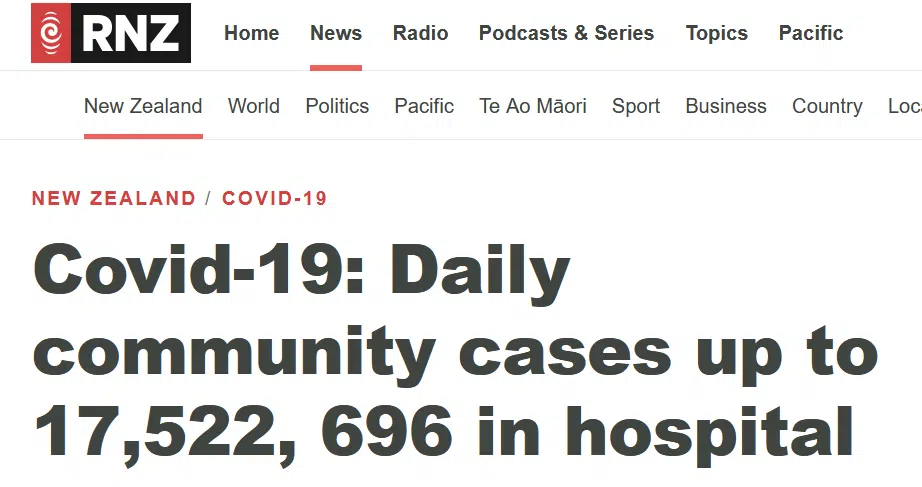 RNZ Home News Radio Podcasts & Series Topics Pacific
New Zealand World Politics Pacific Te Ao Māori Sport Business Country
NEW ZEALAND / COVID-19
Covid-19: Daily
community cases up to
17,522, 696 in hospital